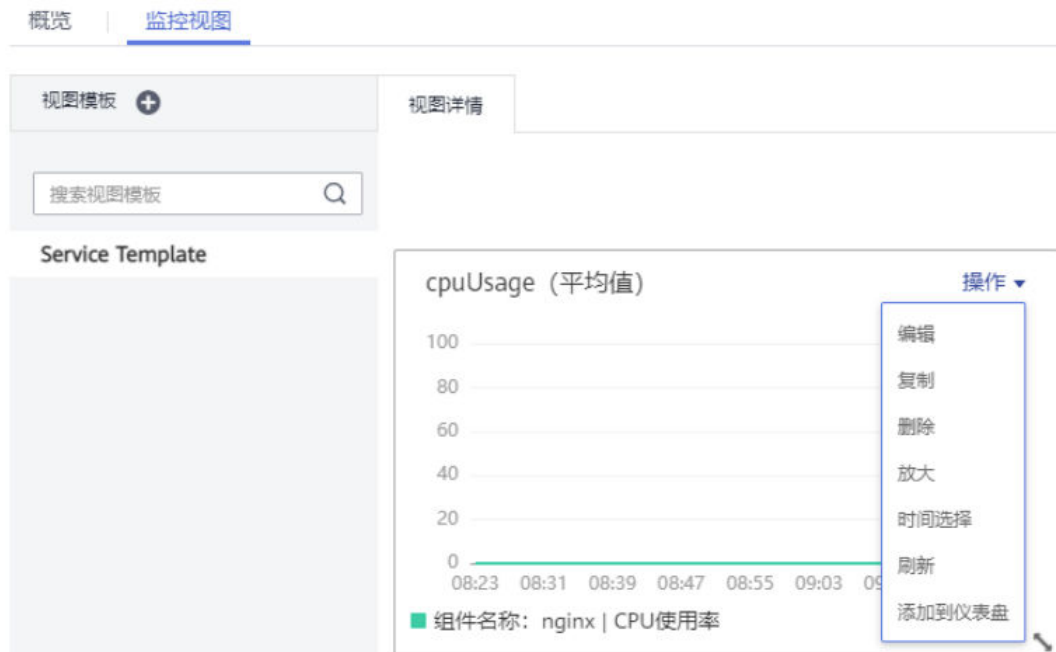 概览 监控视图
视图模板
视图详情
搜索视图模板
Service Template
cpuUsage（平均值）
操作
编辑
复制
删除
放大
时间选择
刷新
添加到仪表盘
100
80
60
40
20
0
08:23 08:31 08:39 08:47 08:55 09:03
组件名称：nginx | CPU使用率